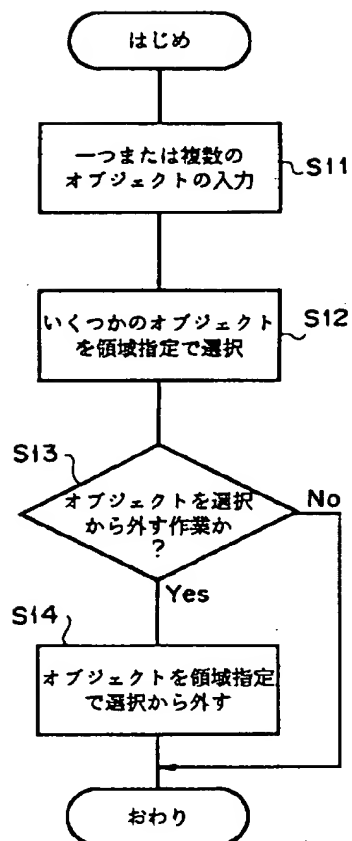 はじめ
一つまたは複数の
オブジェクトの入力
S11
いくつかのオブジェクト
を領域指定で選択
S12
S13
オブジェクトを選択
から外す作業か
?
No
Yes
S14
オブジェクトを領域指定
で選択から外す
おわり